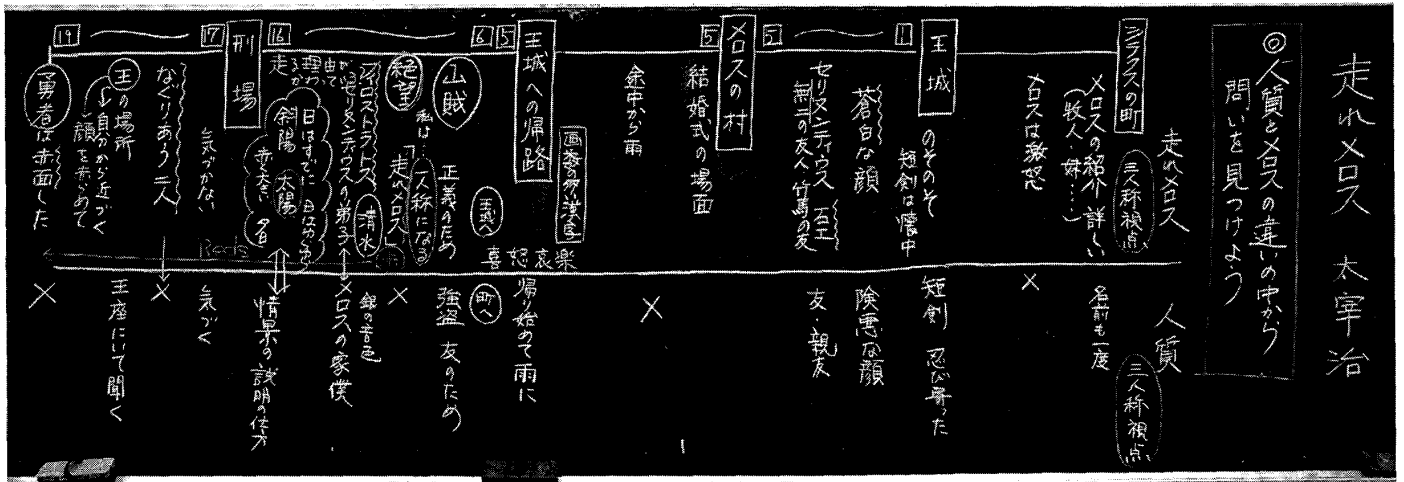 走れメロス 太宰治
◎人質とメロスの違いの中から
問いを見つけよう
走れメロス 三人称視点
人質 三人称視点
シラクスの町
メロスの紹介 詳しい
(牧人・妹…)
名前も一度
メロスは激怒
×
王城
1
のそのそ
短剣は懐中
短剣 忍び寄った
蒼白な顔
険悪な顔
セリヌンティウス 石工
無二の友人 竹馬の友
友・親友
5
メロスの村
5
結婚式の場面
途中から雨
×
画数の多い漢字
王城への帰路
喜怒哀楽
帰り始めて雨に
5
6
王城へ
町へ
山賊
正義のため
強盗 友のため
絶望
私は… 一人称になる
走れメロス
×
清水
銀の音色
フィロストラトス
がセリヌンティウスの弟子
メロスの家僕
走る理由
16
日はすでに
斜陽 太陽
赤く大きい 夕日
情景の説明の仕方
刑場
17
気づかない
気づく
なぐりあう二人
×
王の場所
自分から近づく
顔を赤らめて
王座にいて聞く
19
勇者は赤面した
×